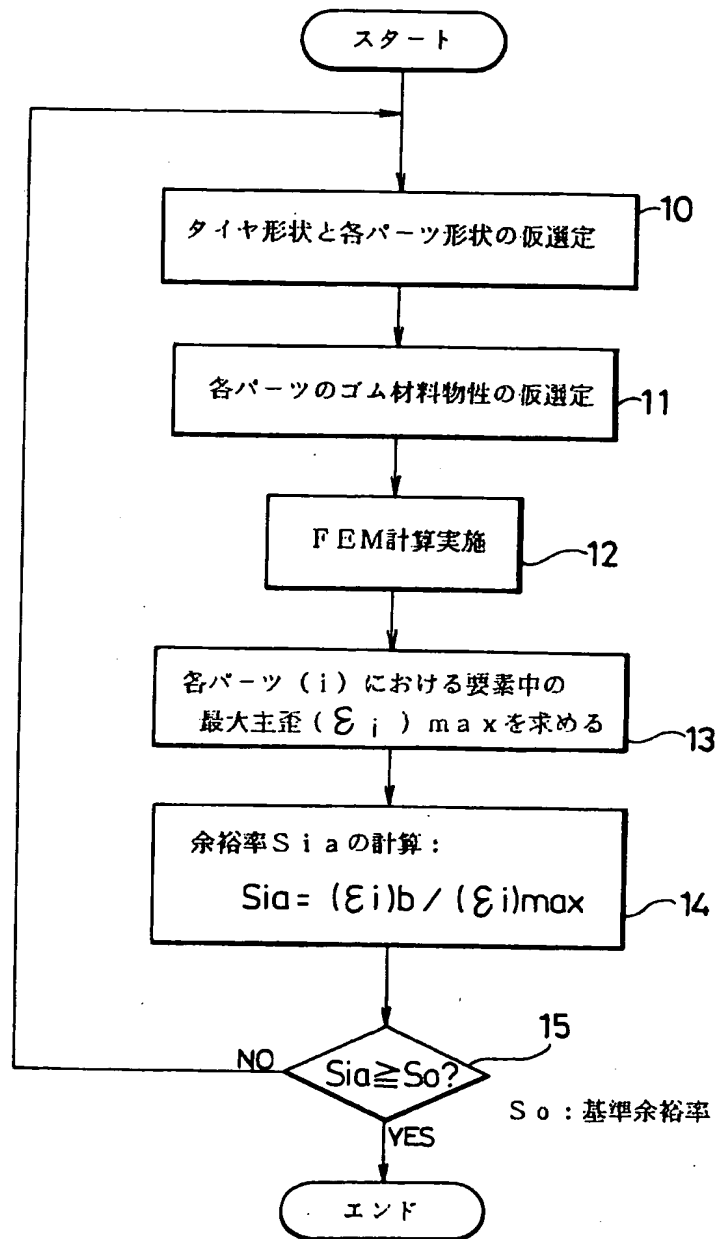 スタート
タイヤ形状と各パーツ形状の仮選定
10
各パーツのゴム材料物性の仮選定
11
FEM計算実施
12
各パーツ(i)における要素中の
最大主歪(εi)maxを求める
13
余裕率Siaの計算:
Sia=(εi)b/(εi)max
14
15
NO
Sia≧So?
So:基準余裕率
YES
エンド